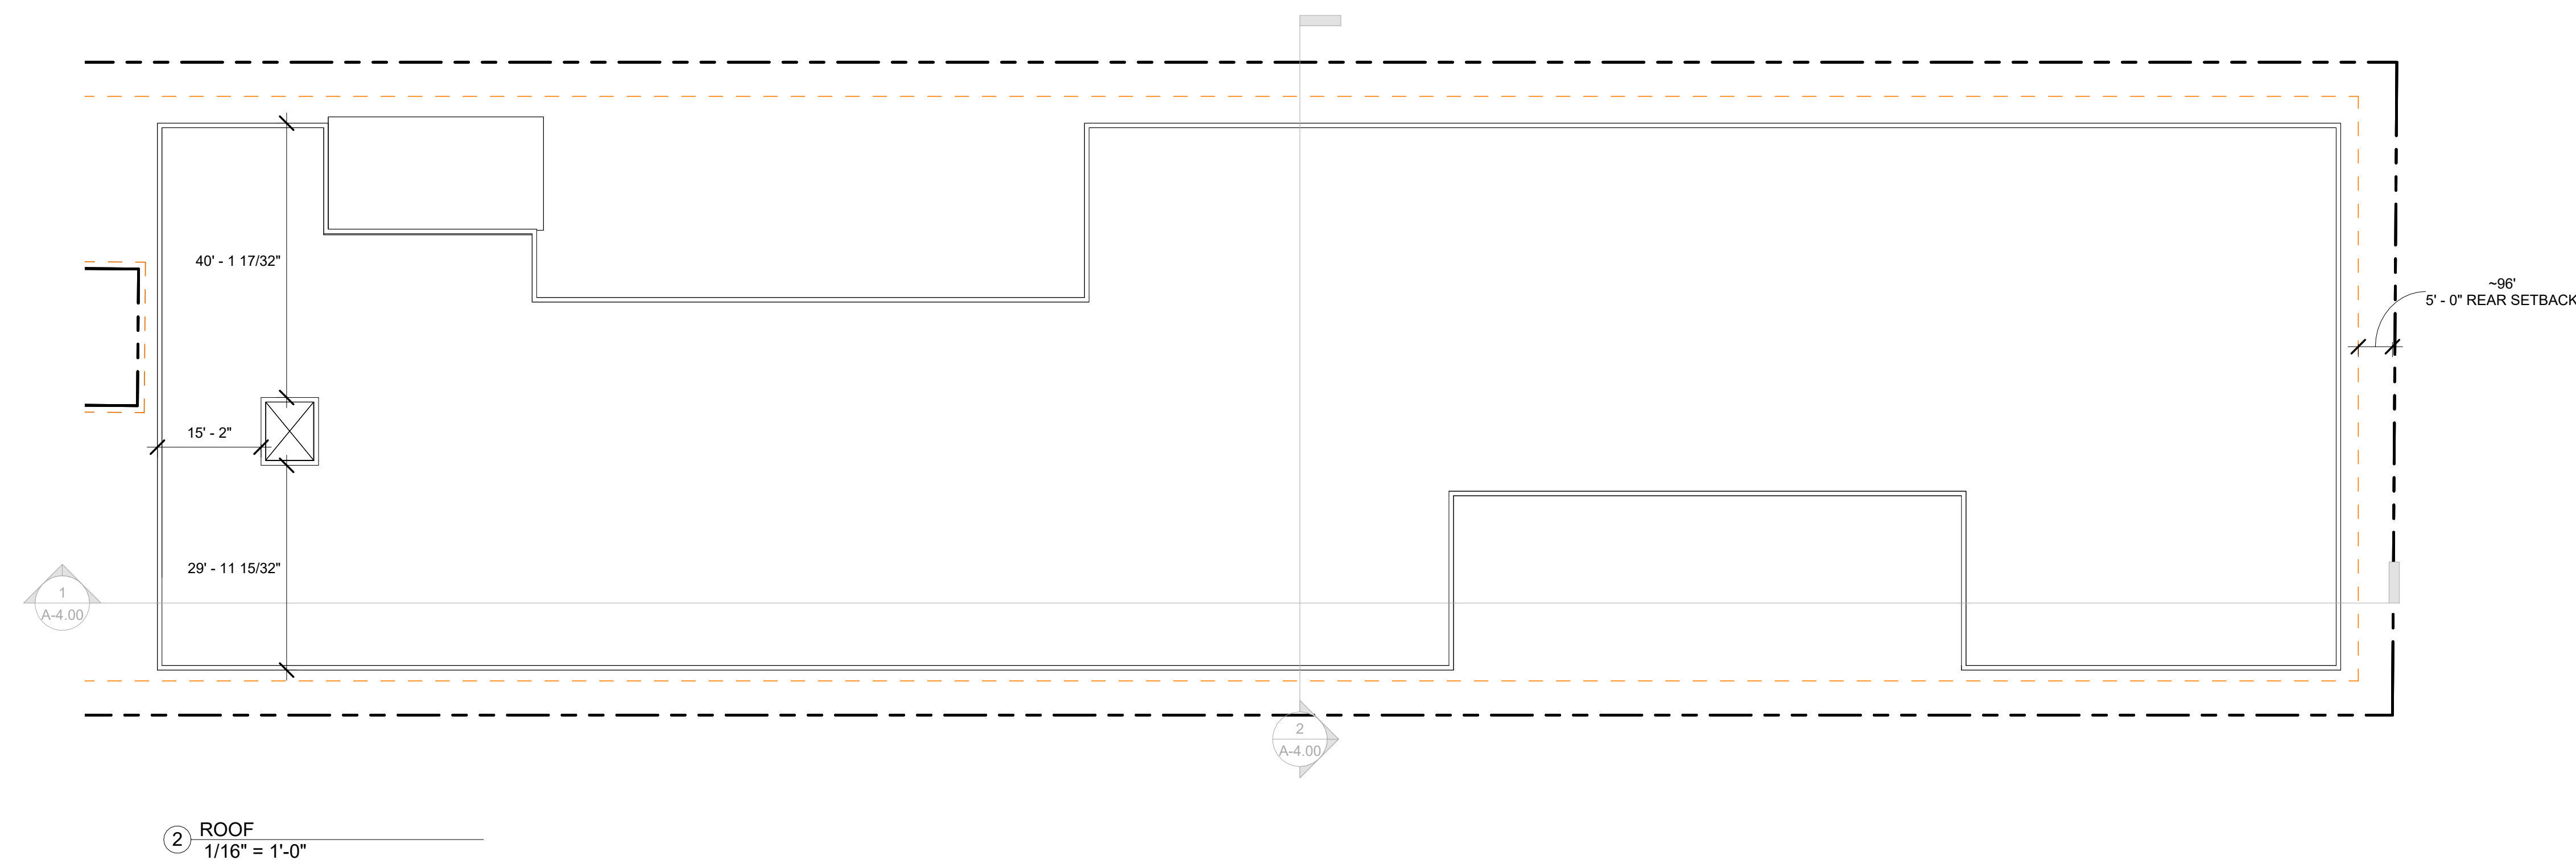 ~96'
5' - 0" REAR SETBACK
40' - 1 17/32"
15' - 2"
29' - 11 15/32"
1
A-4.00
2
A-4.00
2
ROOF
1/16" = 1'-0"